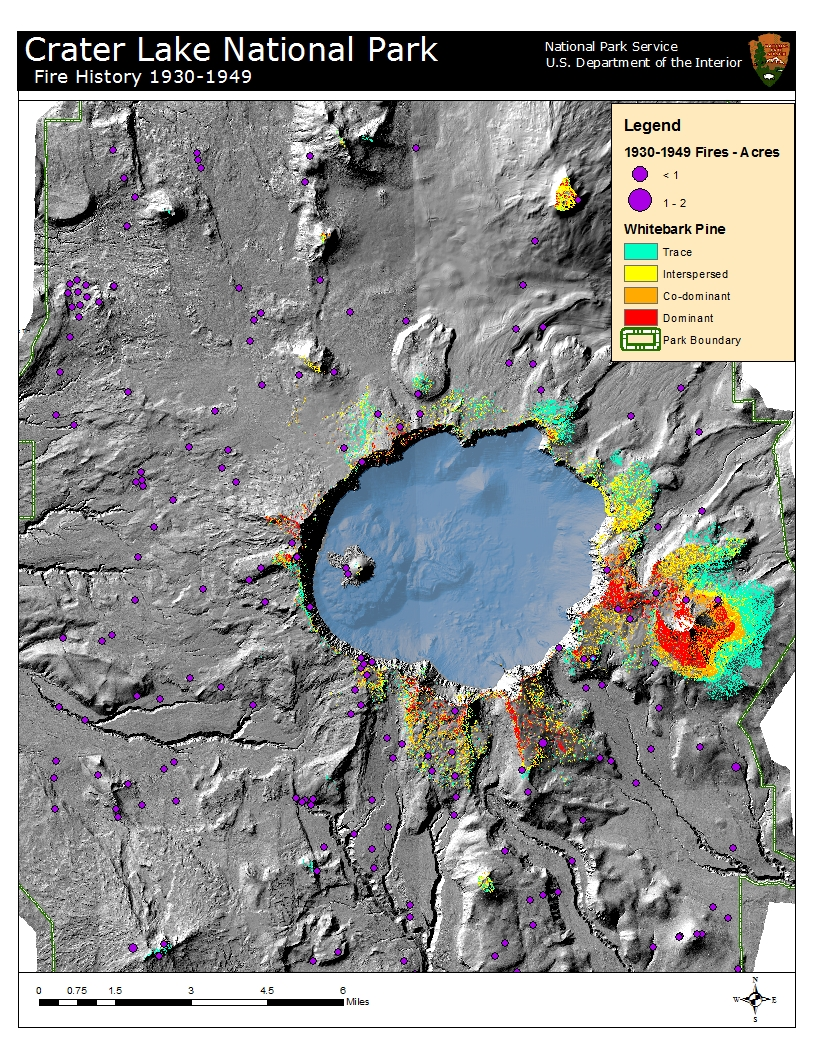 Crater Lake National Park
Fire History 1930-1949
National Park Service
U.S. Department of the Interior
Legend
1930-1949 Fires - Acres
< 1
1 - 2
Whitebark Pine
Trace
Interspersed
Co-dominant
Dominant
Park Boundary
0 0.75 1.5 3 4.5 6
Miles
N
W E
S